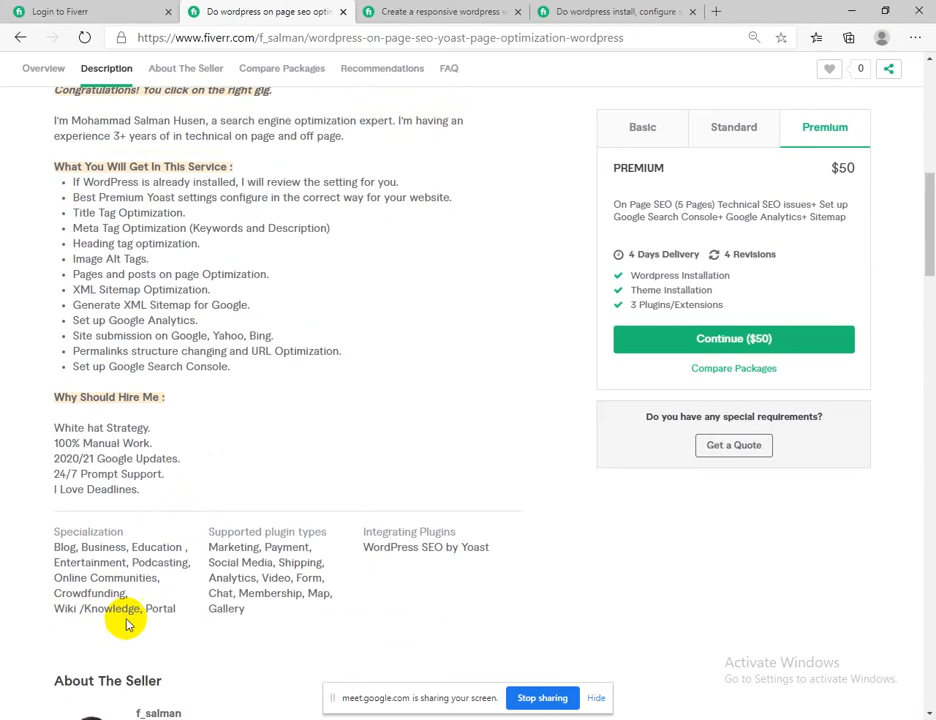 Login to Fiverr
Do wordpress on page seo optim
Create a responsive wordpress w
Do wordpress install, configure s
https://www.fiverr.com/f_salman/wordpress-on-page-seo-yoast-page-optimization-wordpress
Overview
Description
About The Seller
Compare Packages
Recommendations
FAQ
0
Congratulations! You click on the right gig.
I'm Mohammad Salman Husen, a search engine optimization expert. I'm having an
experience 3+ years of in technical on page and off page.
What You Will Get In This Service :
If WordPress is already installed, I will review the setting for you.
Best Premium Yoast settings configure in the correct way for your website.
Title Tag Optimization.
Meta Tag Optimization (Keywords and Description)
Heading tag optimization.
Image Alt Tags.
Pages and posts on page Optimization.
XML Sitemap Optimization.
Generate XML Sitemap for Google.
Set up Google Analytics.
Site submission on Google, Yahoo, Bing.
Permalinks structure changing and URL Optimization.
Set up Google Search Console.
Why Should Hire Me :
White hat Strategy.
100% Manual Work.
2020/21 Google Updates.
24/7 Prompt Support.
I Love Deadlines.
Specialization
Blog, Business, Education ,
Entertainment, Podcasting,
Online Communities,
Crowdfunding,
Wiki /Knowledge, Portal
Supported plugin types
Marketing, Payment,
Social Media, Shipping,
Analytics, Video, Form,
Chat, Membership, Map,
Gallery
Integrating Plugins
WordPress SEO by Yoast
About The Seller
f_salman
Basic
Standard
Premium
PREMIUM
$50
On Page SEO (5 Pages) Technical SEO issues+ Set up
Google Search Console+ Google Analytics+ Sitemap
4 Days Delivery
4 Revisions
Wordpress Installation
Theme Installation
3 Plugins/Extensions
Continue ($50)
Compare Packages
Do you have any special requirements?
Get a Quote
Activate Windows
Go to Settings to activate Windows.
meet.google.com is sharing your screen.
Stop sharing
Hide